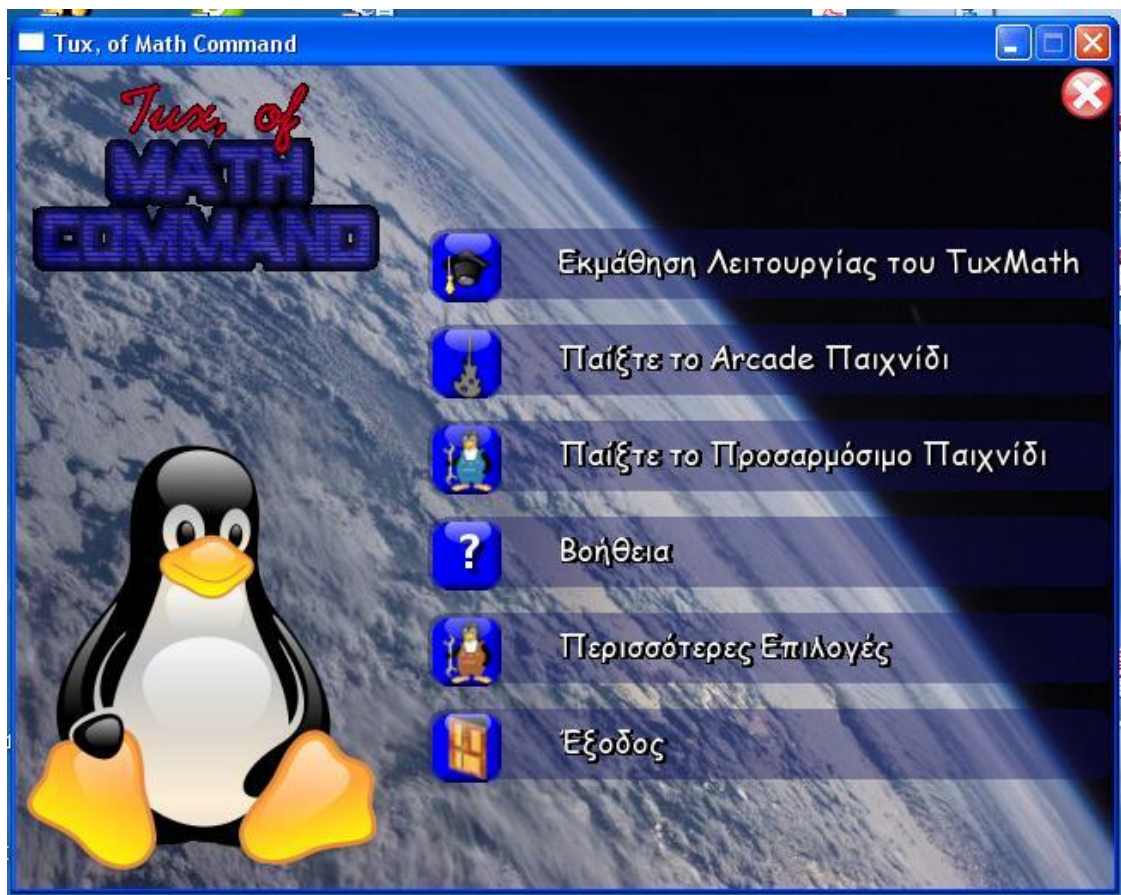 Tux, of Math Command
Tux, of
MATH
COMMAND
Εκμάθηση Λειτουργίας του TuxMath
Παίξτε το Arcade Παιχνίδι
Παίξτε το Προσαρμόσιμο Παιχνίδι
?
Βοήθεια
Περισσότερες Επιλογές
Έξοδος